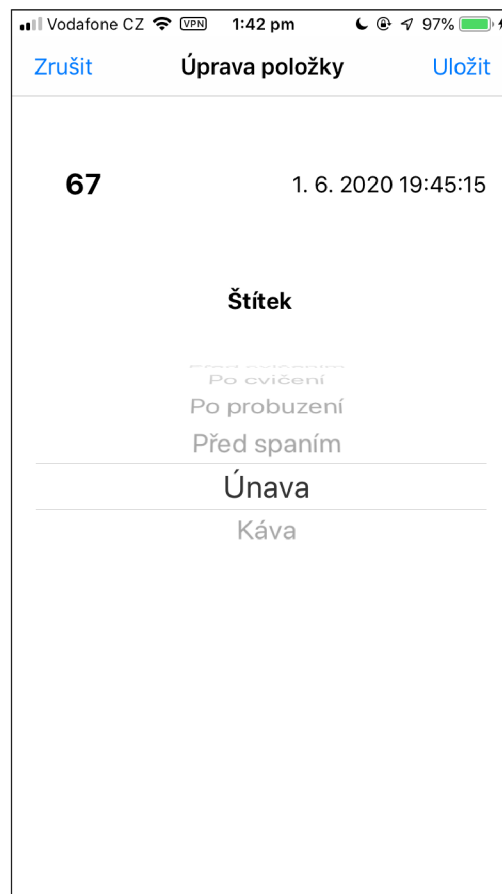 Vodafone CZ VPN 1:42 pm 97%
Zrušit Úprava položky Uložit
67 1. 6. 2020 19:45:15
Štítek
Po cvičení
Po probuzení
Před spaním
Únava
Káva